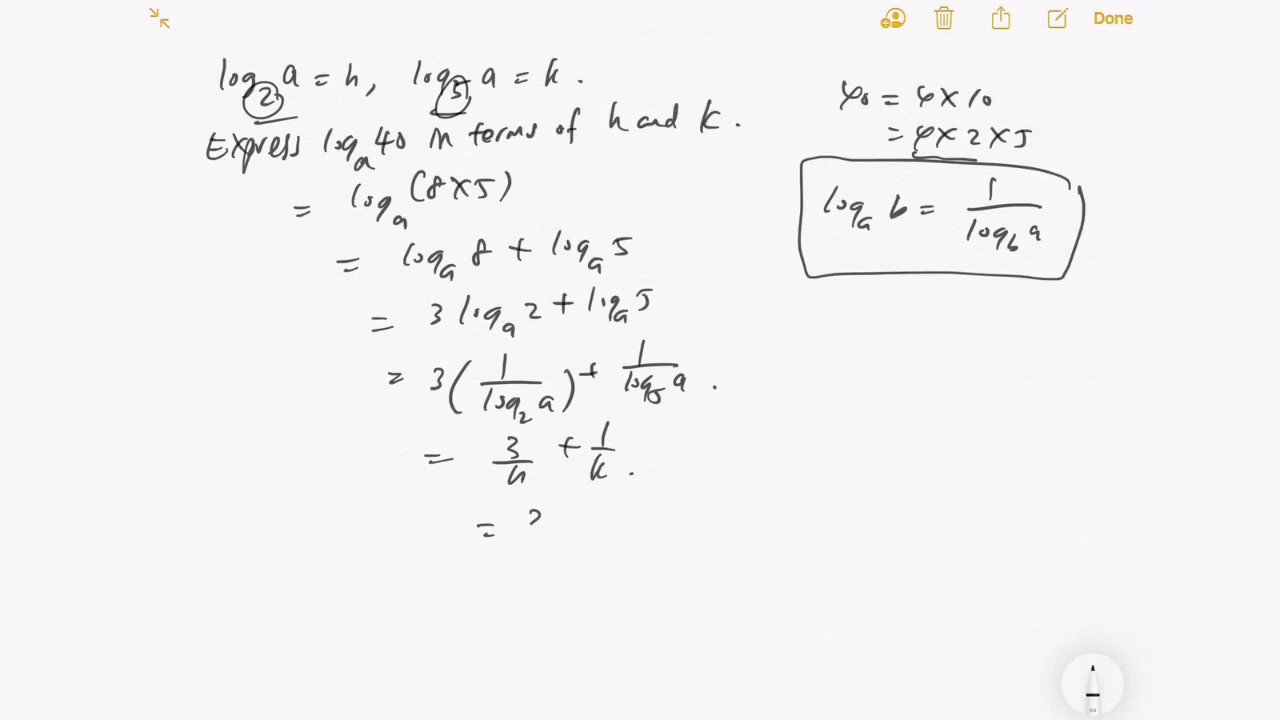 Done
log₂ a = h, log₅ a = k.
Express logₐ 40 in terms of h and k.
= logₐ (8×5)
= logₐ 8 + logₐ 5
= 3 logₐ 2 + logₐ 5
= 3(1/log₂ a) + 1/log₅ a.
= 3/h + 1/k.
= 3
40 = 4×10
= 4×2×5
logₐ b = 1/log_b a